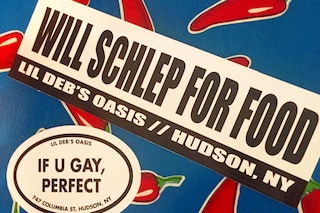 WILL SCHLEP FOR FOOD
LIL DEB'S OASIS // HUDSON, NY
LIL DEB'S OASIS
IF U GAY,
PERFECT
747 COLUMBIA ST, HUDSON, NY